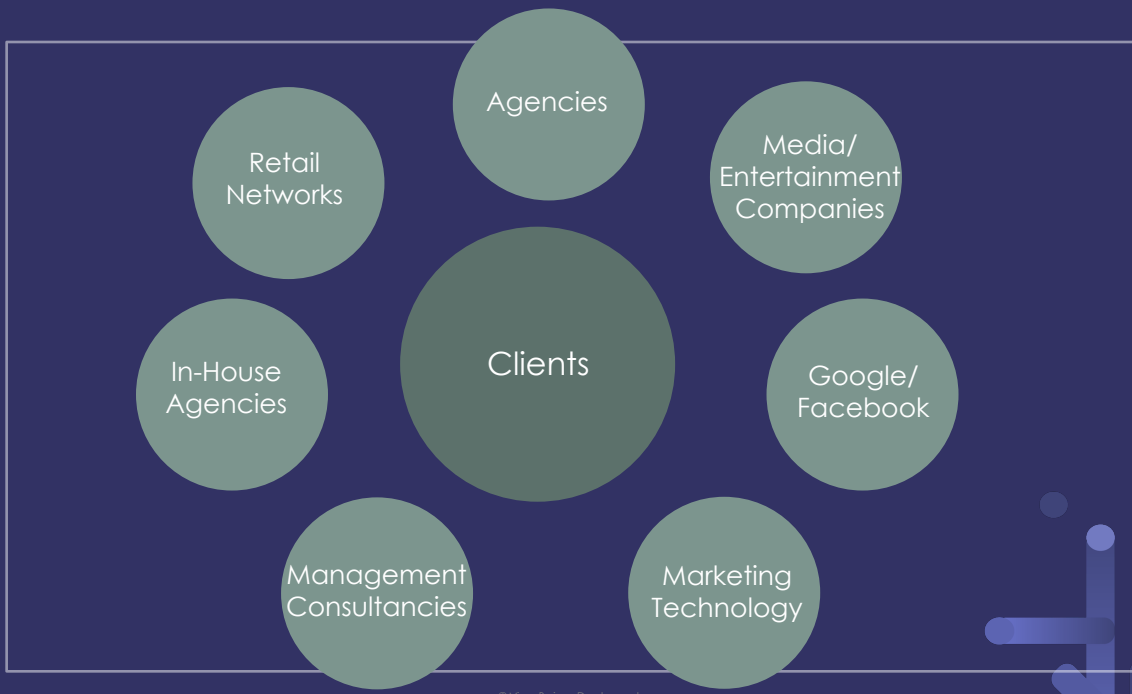 Agencies
Media/
Entertainment
Companies
Google/
Facebook
Marketing
Technology
Management
Consultancies
In-House
Agencies
Retail
Networks
Clients